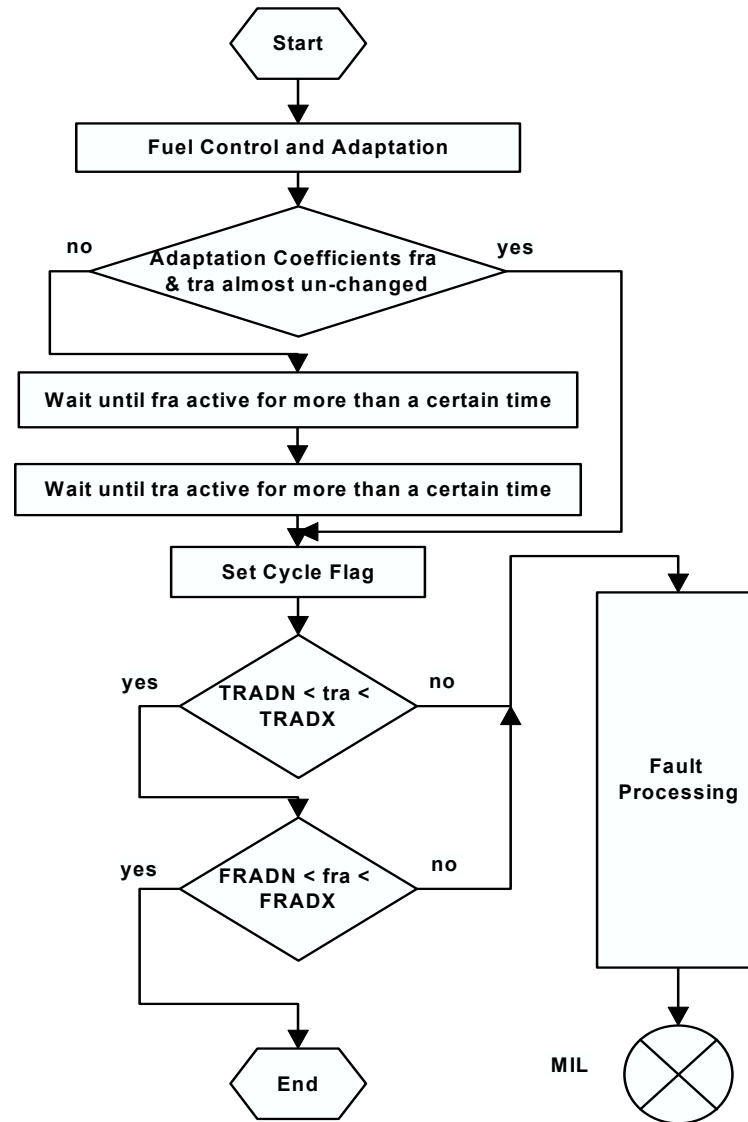 Start
Fuel Control and Adaptation
no
yes
Adaptation Coefficients fra
& tra almost un-changed
Wait until fra active for more than a certain time
Wait until tra active for more than a certain time
Set Cycle Flag
yes
no
TRADN < tra <
TRADX
Fault
Processing
yes
no
FRADN < fra <
FRADX
MIL
End